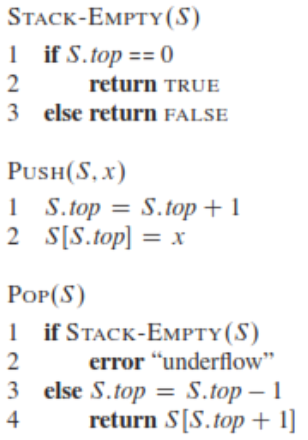 STACK-EMPTY(S)
1 if S.top == 0
2 return TRUE
3 else return FALSE
PUSH(S, x)
1 S.top = S.top + 1
2 S[S.top] = x
POP(S)
1 if STACK-EMPTY(S)
2 error “underflow”
3 else S.top = S.top − 1
4 return S[S.top + 1]